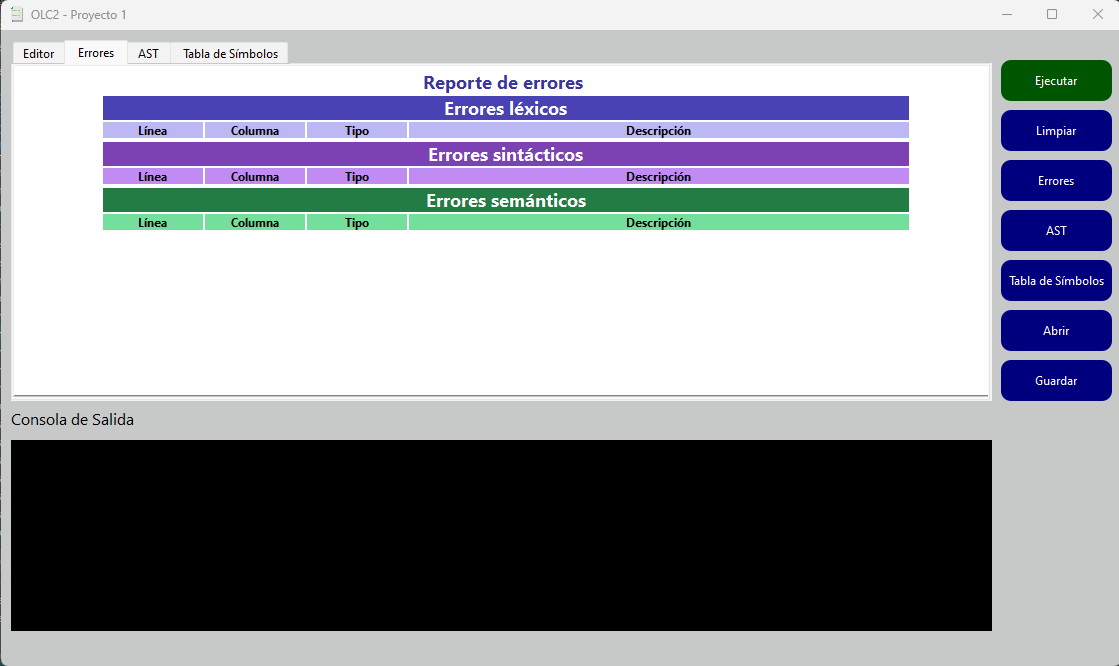 OLC2 - Proyecto 1
Editor Errores AST Tabla de Símbolos
Reporte de errores
Errores léxicos
Línea Columna Tipo Descripción
Errores sintácticos
Línea Columna Tipo Descripción
Errores semánticos
Línea Columna Tipo Descripción
Ejecutar
Limpiar
Errores
AST
Tabla de Símbolos
Abrir
Guardar
Consola de Salida